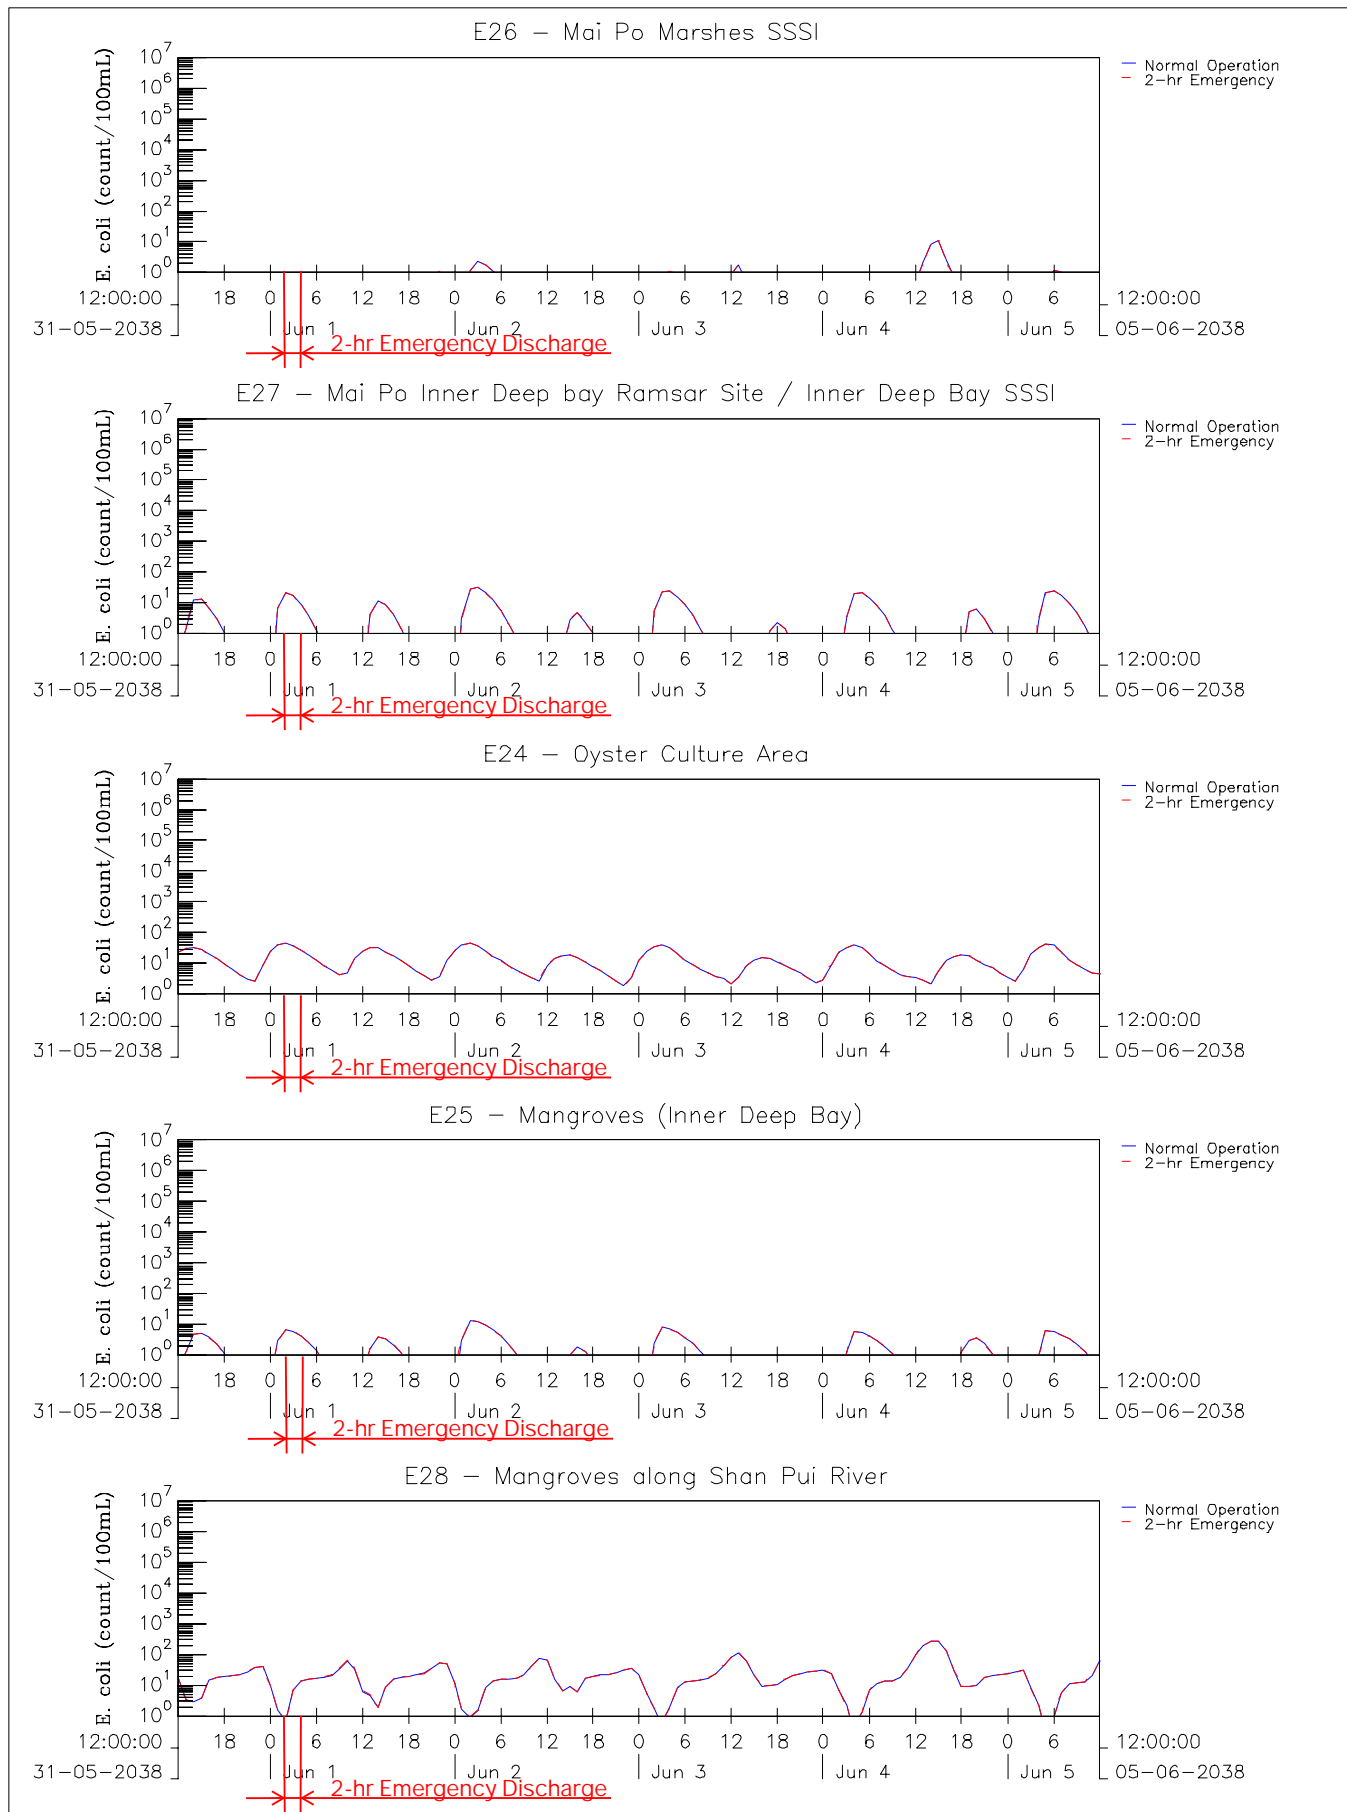 E26 – Mai Po Marshes SSSI
E. coli (count/100mL)
10^7
10^6
10^5
10^4
10^3
10^2
10^1
10^0
Normal Operation
2-hr Emergency
18 0 6 12 18 0 6 12 18 0 6 12 18 0 6 12 18 0 6
12:00:00 12:00:00
31-05-2038 Jun 1 Jun 2 Jun 3 Jun 4 Jun 5 05-06-2038
2-hr Emergency Discharge
E27 – Mai Po Inner Deep bay Ramsar Site / Inner Deep Bay SSSI
E. coli (count/100mL)
10^7
10^6
10^5
10^4
10^3
10^2
10^1
10^0
Normal Operation
2-hr Emergency
18 0 6 12 18 0 6 12 18 0 6 12 18 0 6 12 18 0 6
12:00:00 12:00:00
31-05-2038 Jun 1 Jun 2 Jun 3 Jun 4 Jun 5 05-06-2038
2-hr Emergency Discharge
E24 – Oyster Culture Area
E. coli (count/100mL)
10^7
10^6
10^5
10^4
10^3
10^2
10^1
10^0
Normal Operation
2-hr Emergency
18 0 6 12 18 0 6 12 18 0 6 12 18 0 6 12 18 0 6
12:00:00 12:00:00
31-05-2038 Jun 1 Jun 2 Jun 3 Jun 4 Jun 5 05-06-2038
2-hr Emergency Discharge
E25 – Mangroves (Inner Deep Bay)
E. coli (count/100mL)
10^7
10^6
10^5
10^4
10^3
10^2
10^1
10^0
Normal Operation
2-hr Emergency
18 0 6 12 18 0 6 12 18 0 6 12 18 0 6 12 18 0 6
12:00:00 12:00:00
31-05-2038 Jun 1 Jun 2 Jun 3 Jun 4 Jun 5 05-06-2038
2-hr Emergency Discharge
E28 – Mangroves along Shan Pui River
E. coli (count/100mL)
10^7
10^6
10^5
10^4
10^3
10^2
10^1
10^0
Normal Operation
2-hr Emergency
18 0 6 12 18 0 6 12 18 0 6 12 18 0 6 12 18 0 6
12:00:00 12:00:00
31-05-2038 Jun 1 Jun 2 Jun 3 Jun 4 Jun 5 05-06-2038
2-hr Emergency Discharge